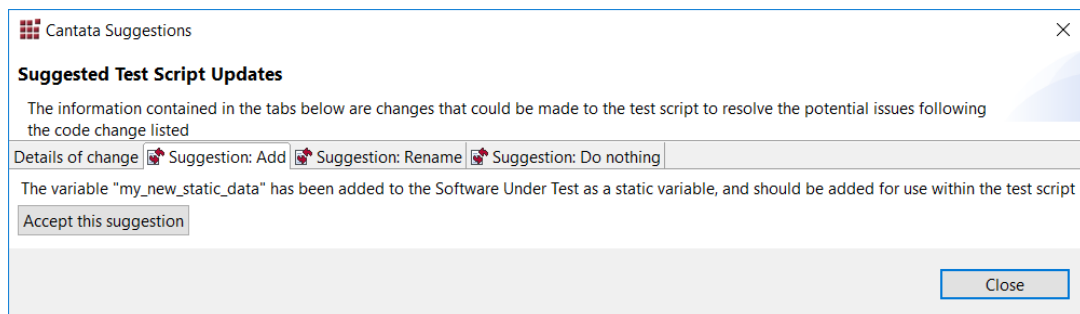 Cantata Suggestions
Suggested Test Script Updates
The information contained in the tabs below are changes that could be made to the test script to resolve the potential issues following
the code change listed
Details of change Suggestion: Add Suggestion: Rename Suggestion: Do nothing
The variable "my_new_static_data" has been added to the Software Under Test as a static variable, and should be added for use within the test script
Accept this suggestion
Close